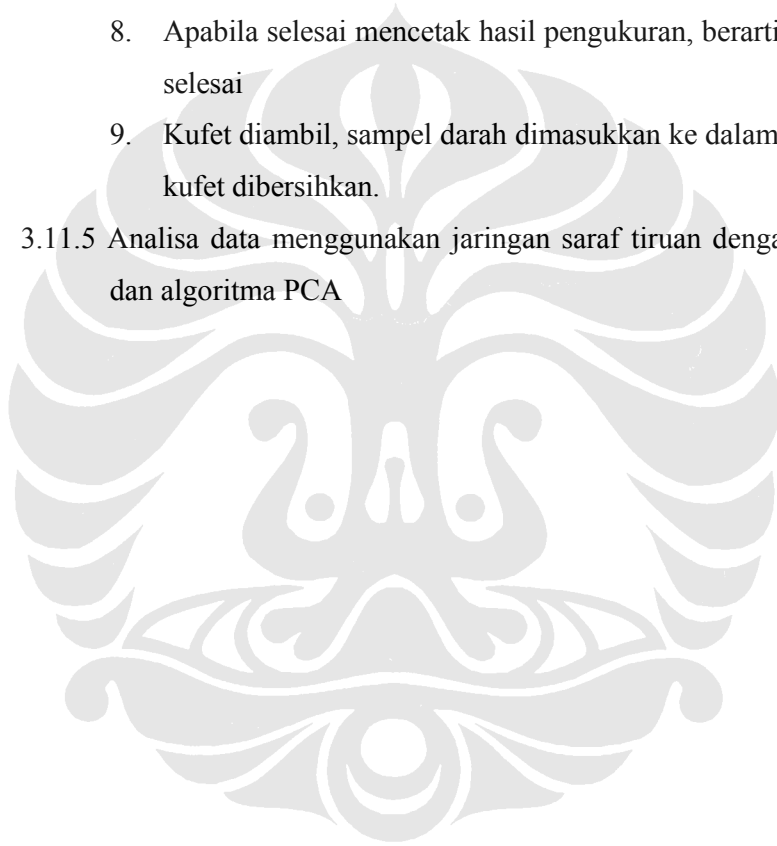 8. Apabila selesai mencetak hasil pengukuran, berarti
selesai
9. Kufet diambil, sampel darah dimasukkan ke dalam
kufet dibersihkan.
3.11.5 Analisa data menggunakan jaringan saraf tiruan
dan algoritma PCA